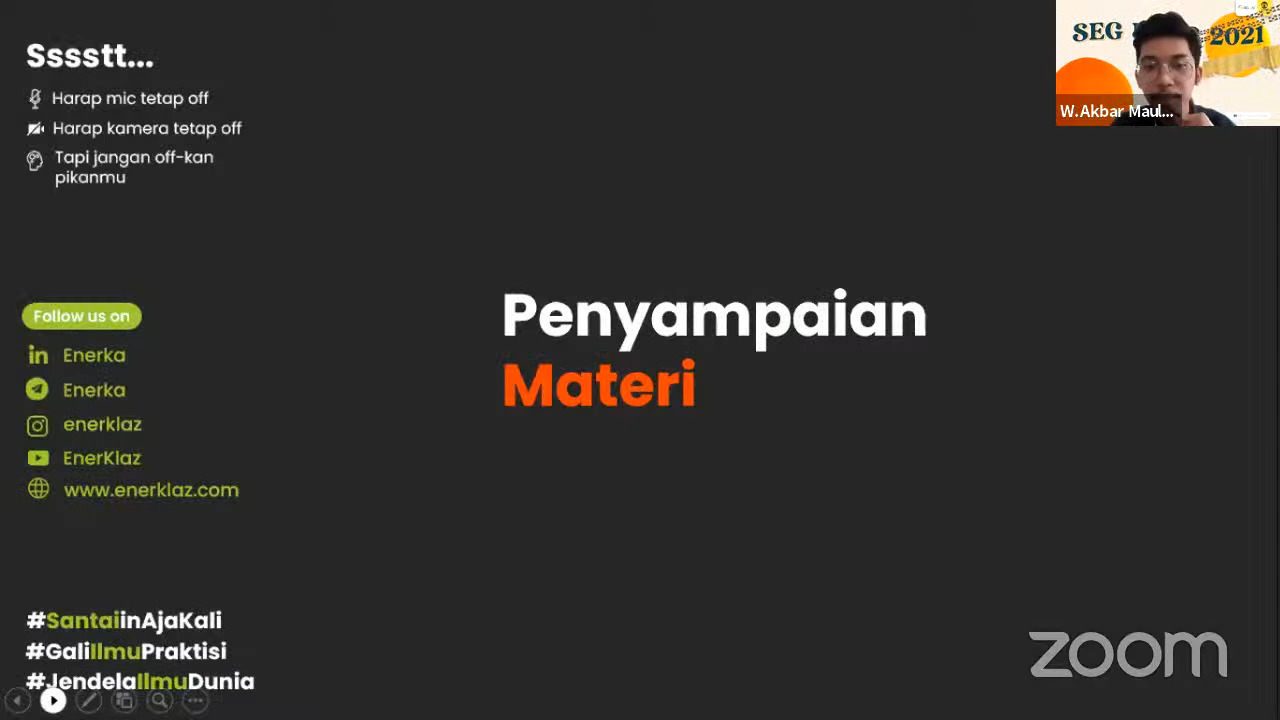 Sssstt...
Harap mic tetap off
Harap kamera tetap off
Tapi jangan off-kan
pikanmu
Follow us on
Enerka
Enerka
enerklaz
EnerKlaz
www.enerklaz.com
#SantaiinAjaKali
#GaliIlmuPraktisi
#JendelaIlmuDunia
Penyampaian
Materi
SEG
2021
W.Akbar Maul...
zoom